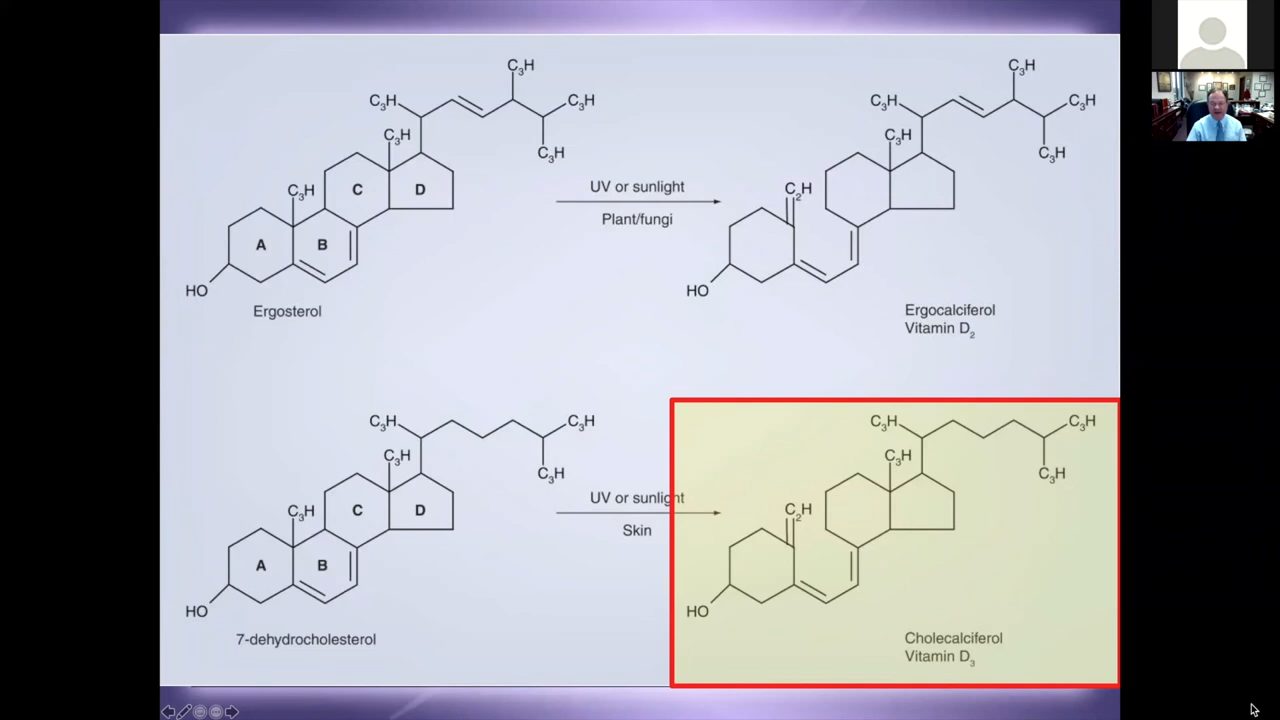 C₃H
C₃H
C₃H
C₃H
C₃H
C₃H
A
B
C
D
HO
Ergosterol
UV or sunlight
Plant/fungi
C₃H
C₃H
C₃H
C₃H
C₃H
C₂H
HO
Ergocalciferol
Vitamin D₂
C₃H
C₃H
C₃H
C₃H
C₃H
A
B
C
D
HO
7-dehydrocholesterol
UV or sunlight
Skin
C₃H
C₃H
C₃H
C₃H
C₂H
HO
Cholecalciferol
Vitamin D₃